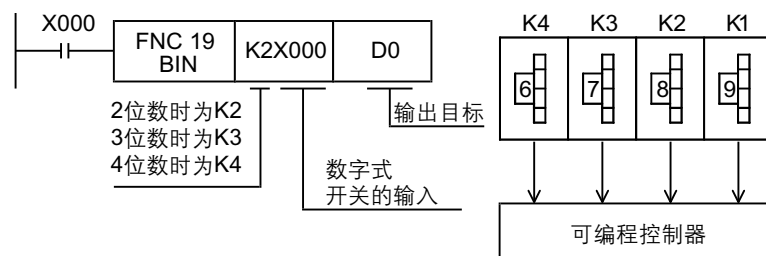 X000
FNC 19
BIN
K2X000
D0
2位数时为K2
3位数时为K3
4位数时为K4
输出目标
数字式
开关的输入
K4 K3 K2 K1
6 7 8 9
可编程控制器